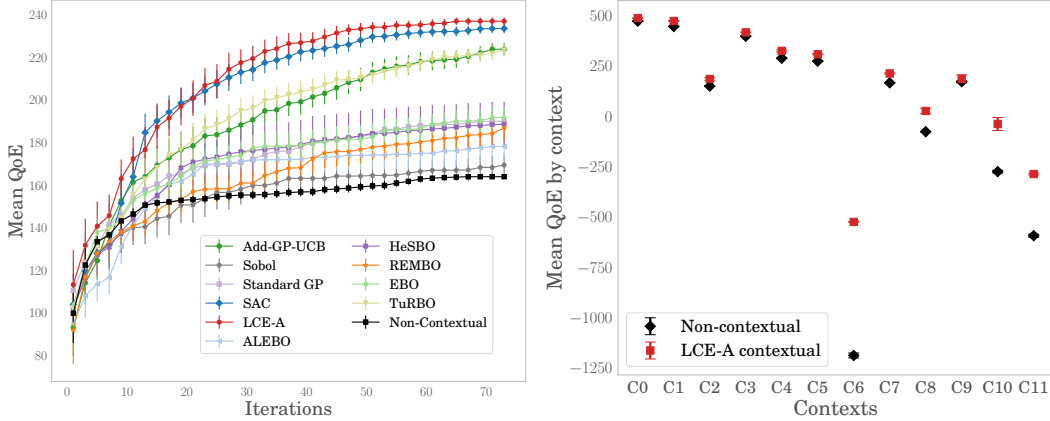 240
220
200
180
160
140
120
100
80
Mean QoE
0 10 20 30 40 50 60 70
Iterations
Add-GP-UCB
Sobol
Standard GP
SAC
LCE-A
ALEBO
HeSBO
REMBO
EBO
TuRBO
Non-Contextual
500
250
0
−250
−500
−750
−1000
−1250
Mean QoE by context
C0 C1 C2 C3 C4 C5 C6 C7 C8 C9 C10 C11
Contexts
Non-contextual
LCE-A contextual